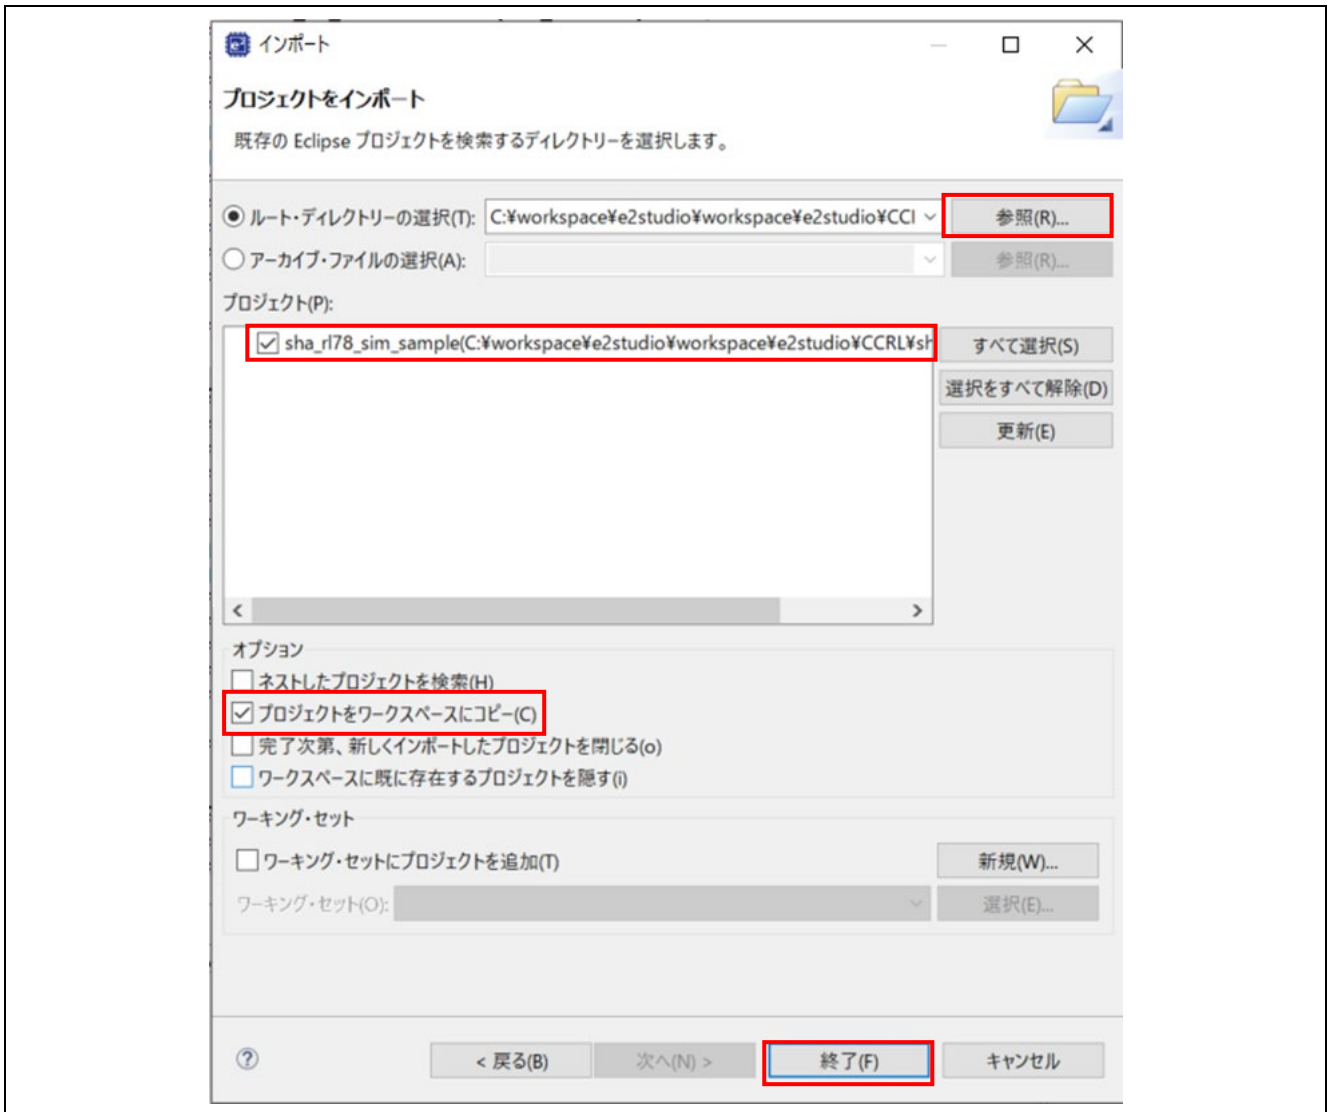 インポート
プロジェクトをインポート
既存の Eclipse プロジェクトを検索するディレクトリーを選択します。
ルート・ディレクトリーの選択(T): C:¥workspace¥e2studio¥workspace¥e2studio¥CCI 参照(R)...
アーカイブ・ファイルの選択(A): 参照(R)...
プロジェクト(P):
sha_rl78_sim_sample(C:¥workspace¥e2studio¥workspace¥e2studio¥CCRL¥sh すべて選択(S)
選択をすべて解除(D)
更新(E)
オプション
ネストしたプロジェクトを検索(H)
プロジェクトをワークスペースにコピー(C)
完了次第、新しくインポートしたプロジェクトを閉じる(o)
ワークスペースに既に存在するプロジェクトを隠す(i)
ワーキング・セット
ワーキング・セットにプロジェクトを追加(T) 新規(W)...
ワーキング・セット(O): 選択(E)...
< 戻る(B) 次へ(N) > 終了(F) キャンセル